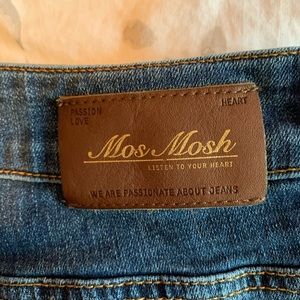 PASSION HEART
LOVE
Mos Mosh
LISTEN TO YOUR HEART
WE ARE PASSIONATE ABOUT JEANS